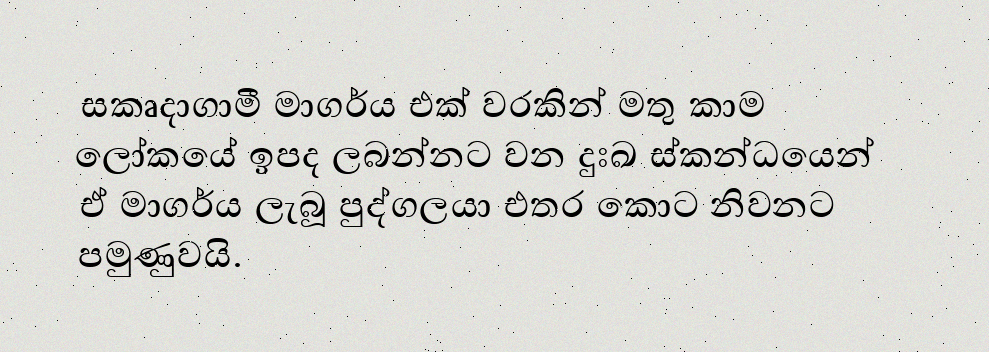 සකෘදාගාමී මාගර්ය එක් වරකින් මතු කාම
ලෝකයේ ඉපද ලබන්නට වන දුඃඛ ස්කන්ධයෙන්
ඒ මාගර්ය ලැබූ පුද්ගලයා එතර කොට නිවනට
පමුණුවයි.